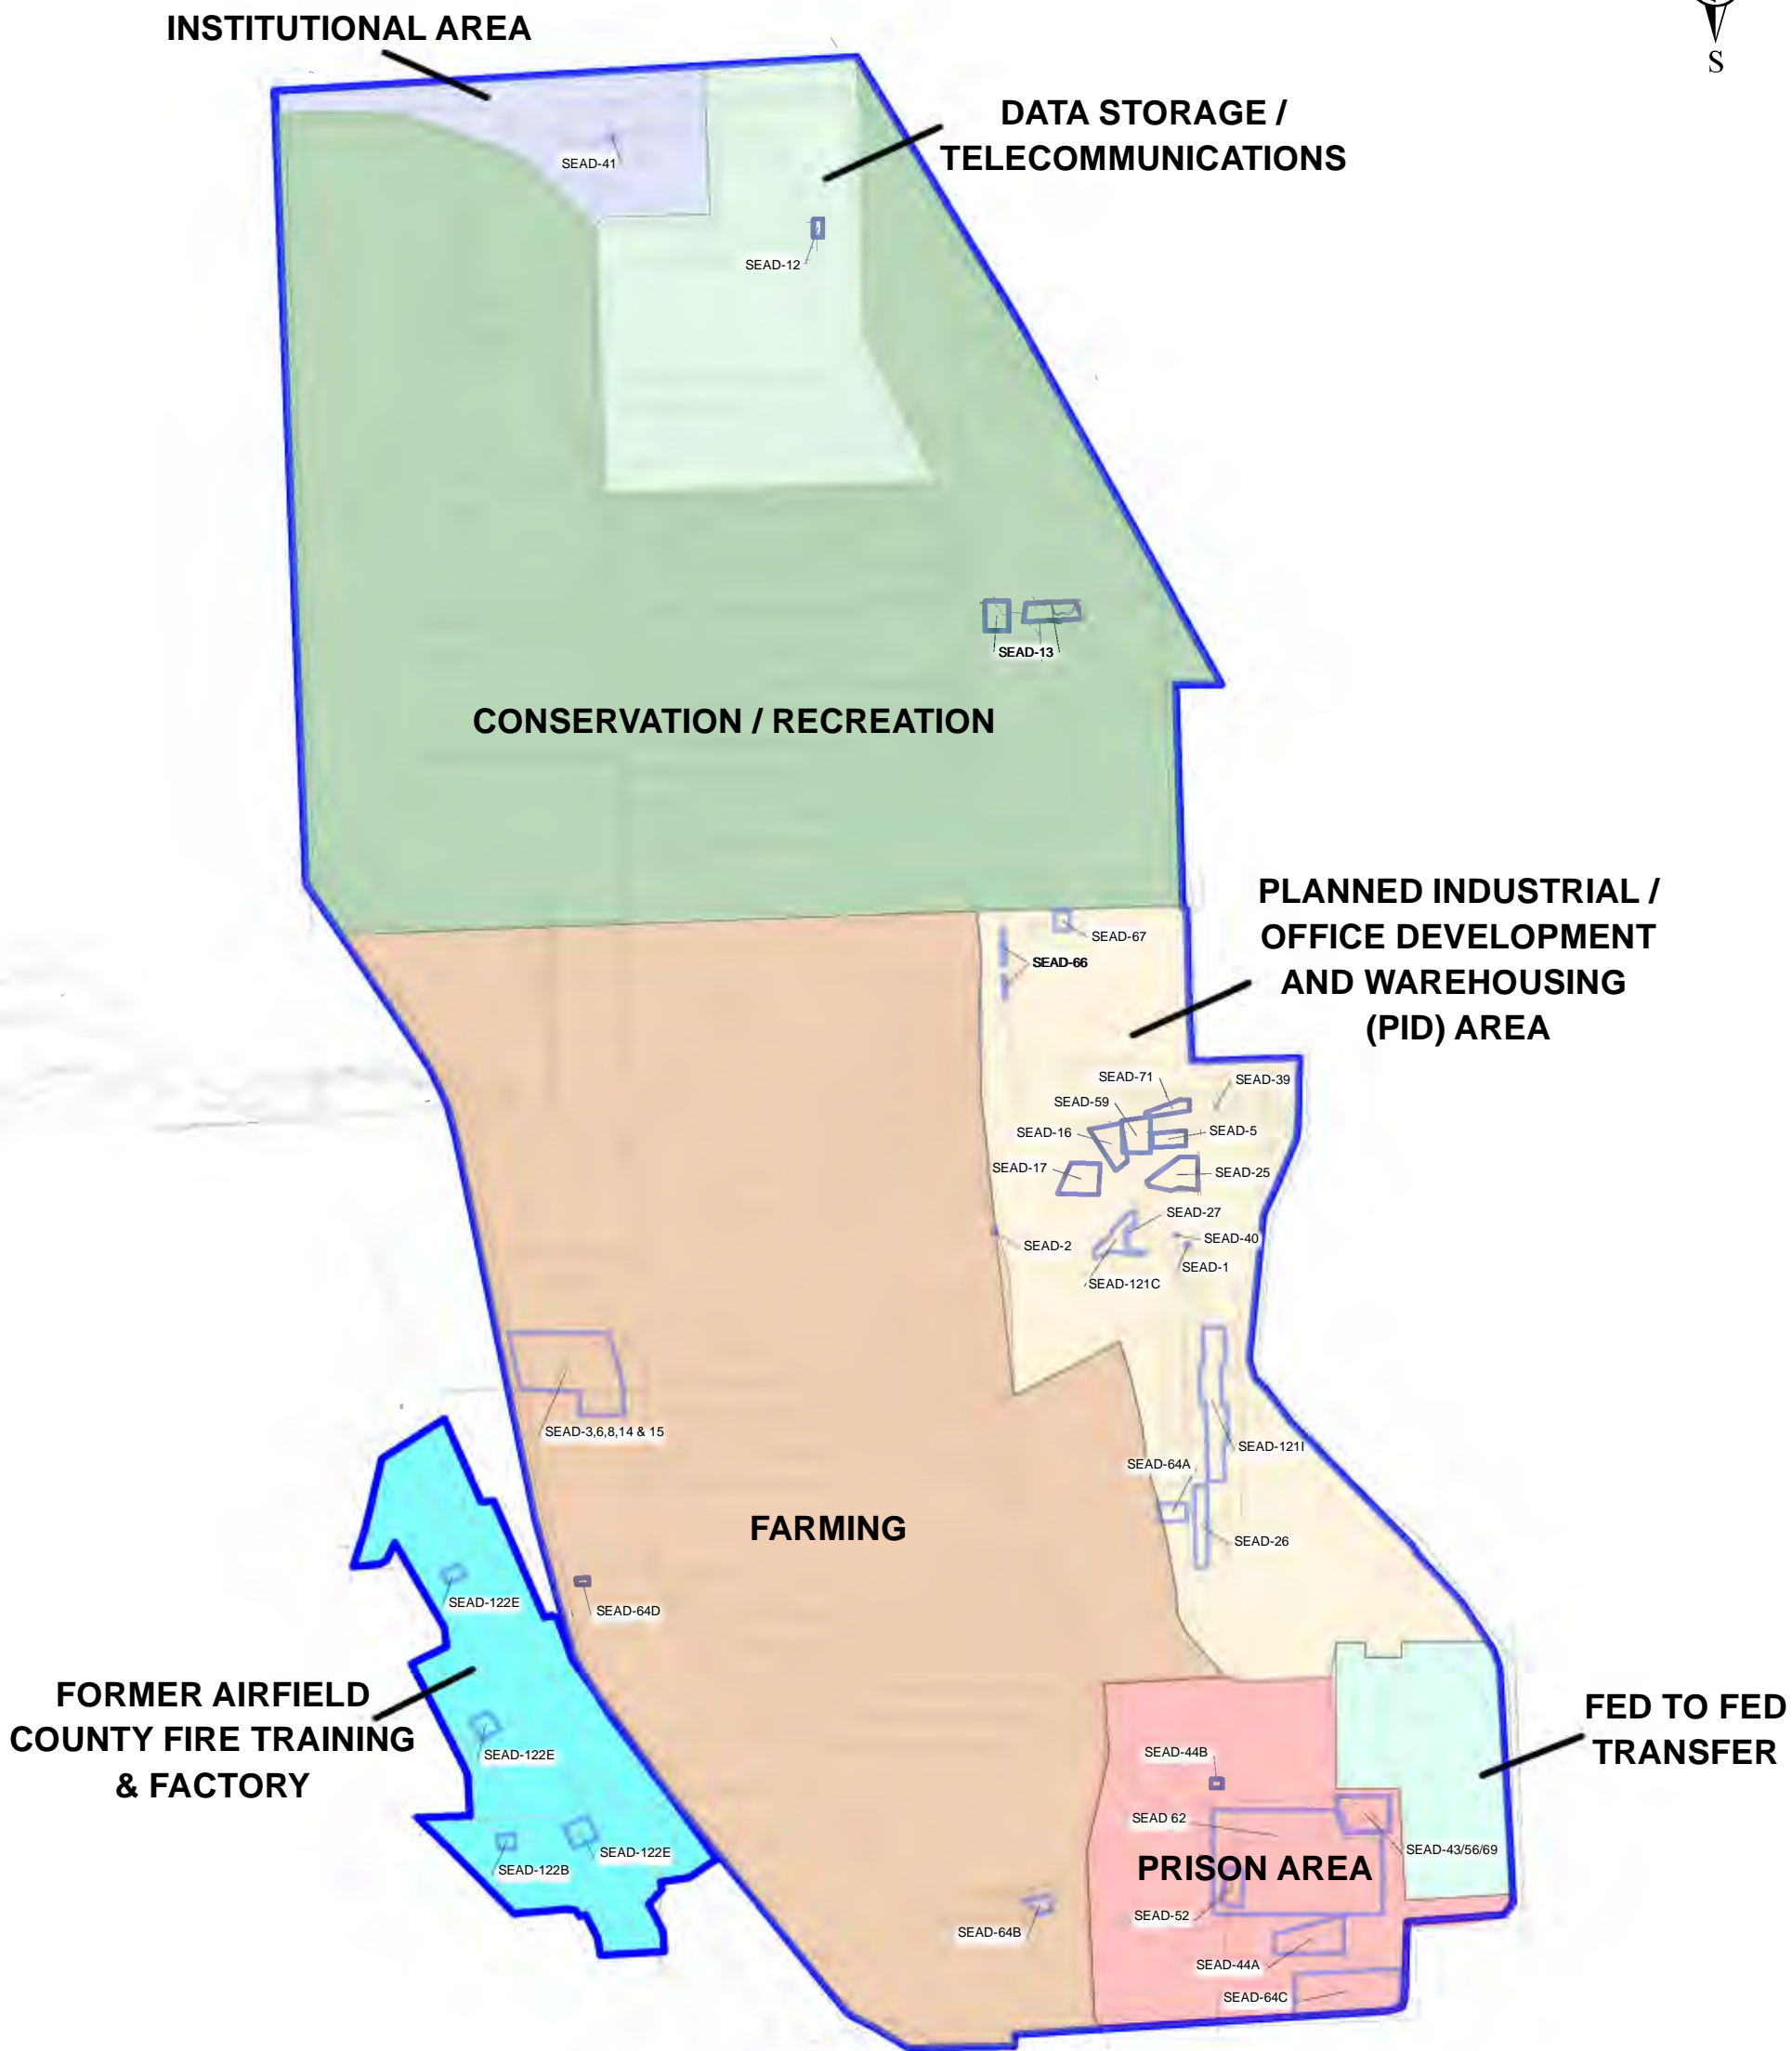 INSTITUTIONAL AREA
S
DATA STORAGE /
TELECOMMUNICATIONS
SEAD-41
SEAD-12
SEAD-13
CONSERVATION / RECREATION
PLANNED INDUSTRIAL /
OFFICE DEVELOPMENT
AND WAREHOUSING
(PID) AREA
SEAD-67
SEAD-66
SEAD-71
SEAD-39
SEAD-59
SEAD-16
SEAD-5
SEAD-17
SEAD-25
SEAD-27
SEAD-2
SEAD-40
SEAD-1
SEAD-121C
SEAD-3,6,8,14 & 15
SEAD-121I
SEAD-64A
FARMING
SEAD-26
SEAD-122E
SEAD-64D
FORMER AIRFIELD
COUNTY FIRE TRAINING
& FACTORY
FED TO FED
TRANSFER
SEAD-122E
SEAD-44B
SEAD 62
SEAD-43/56/69
SEAD-122E
SEAD-122B
PRISON AREA
SEAD-52
SEAD-64B
SEAD-44A
SEAD-64C